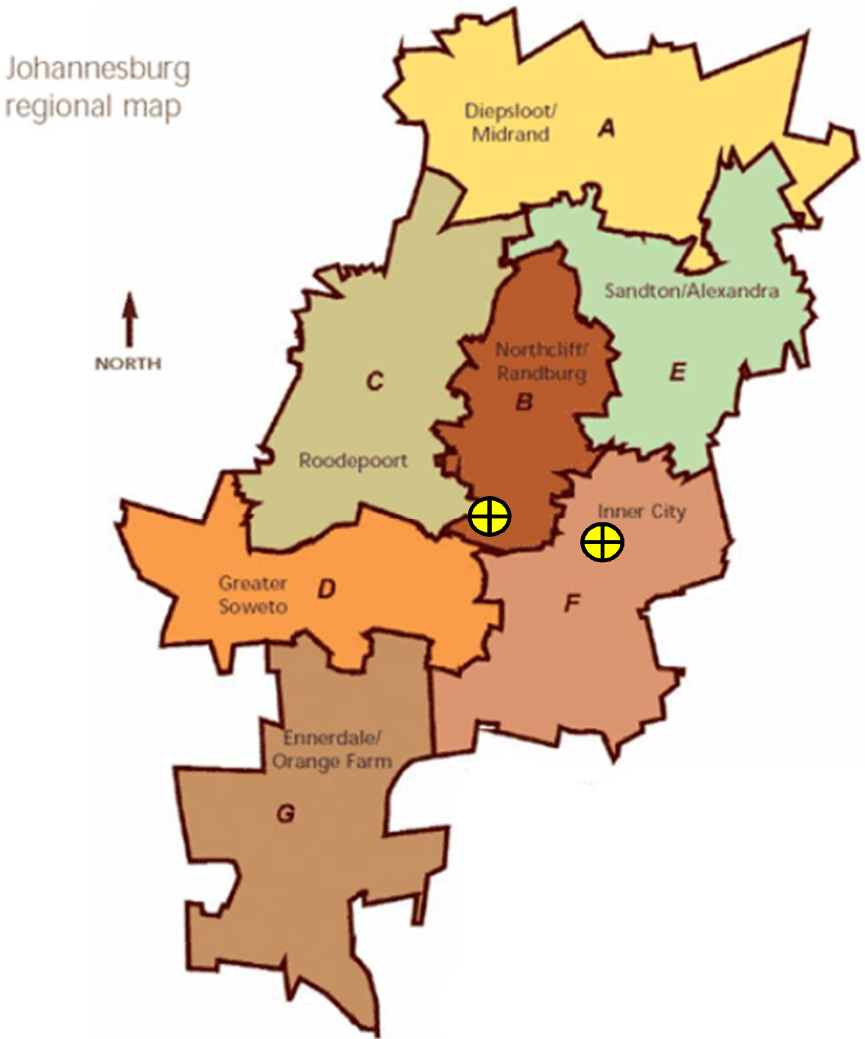 Johannesburg
regional map
Diepsloot/
Midrand
A
Sandton/Alexandra
NORTH
Northcliff/
Randburg
C
E
B
Roodepoort
Inner City
Greater
Soweto
D
F
Ennerdale/
Orange Farm
G